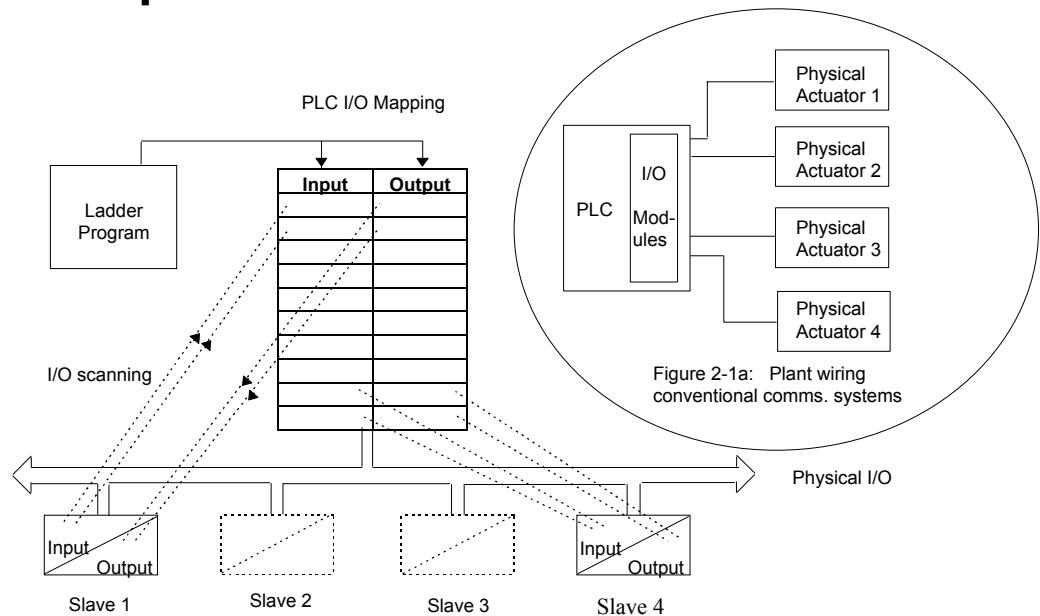 PLC I/O Mapping
Ladder
Program
Input Output
I/O scanning
PLC
I/O
Mod-
ules
Physical
Actuator 1
Physical
Actuator 2
Physical
Actuator 3
Physical
Actuator 4
Figure 2-1a: Plant wiring
conventional comms. systems
Physical I/O
Input
Output
Input
Output
Slave 1
Slave 2
Slave 3
Slave 4